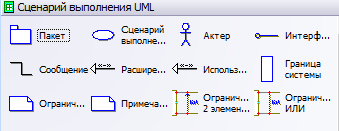 Сценарий выполнения UML
Пакет
Сценарий
выполне...
Актер
Интерф...
Сообщение
Расшире...
Использ...
Граница
системы
Огранич...
Примеча...
Огранич...
2 элемен...
Огранич...
ИЛИ